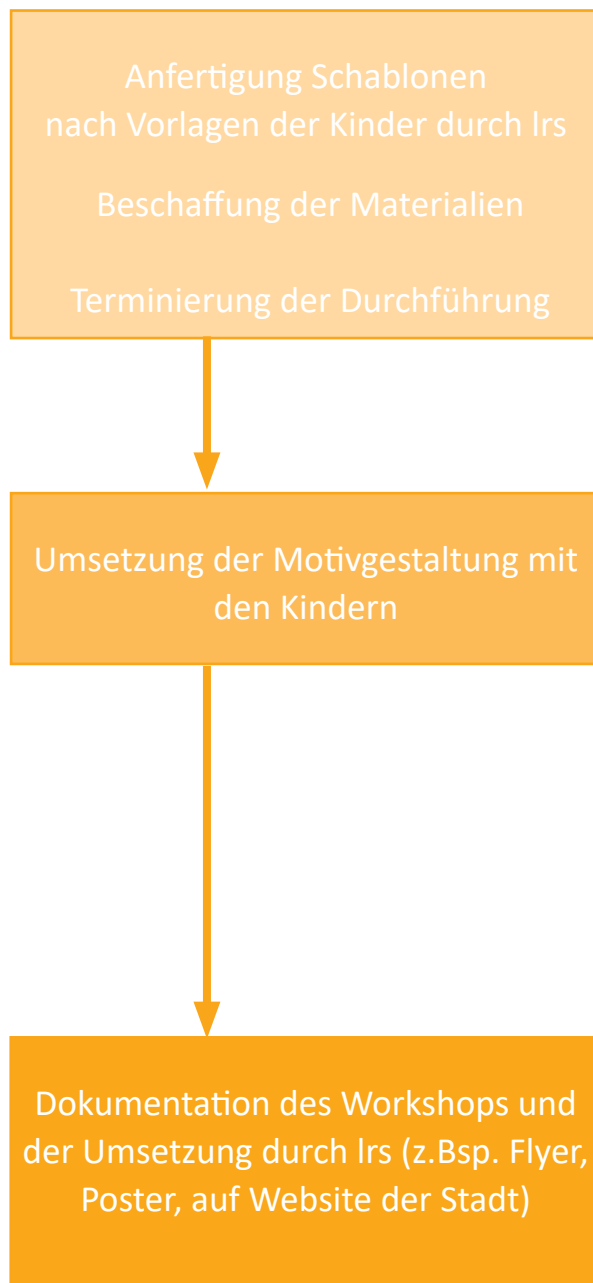 Anfertigung Schablonen
nach Vorlagen der Kinder durch lrs
Beschaffung der Materialien
Terminierung der Durchführung
Umsetzung der Motivgestaltung mit
den Kindern
Dokumentation des Workshops und
der Umsetzung durch lrs (z.Bsp. Flyer,
Poster, auf Website der Stadt)